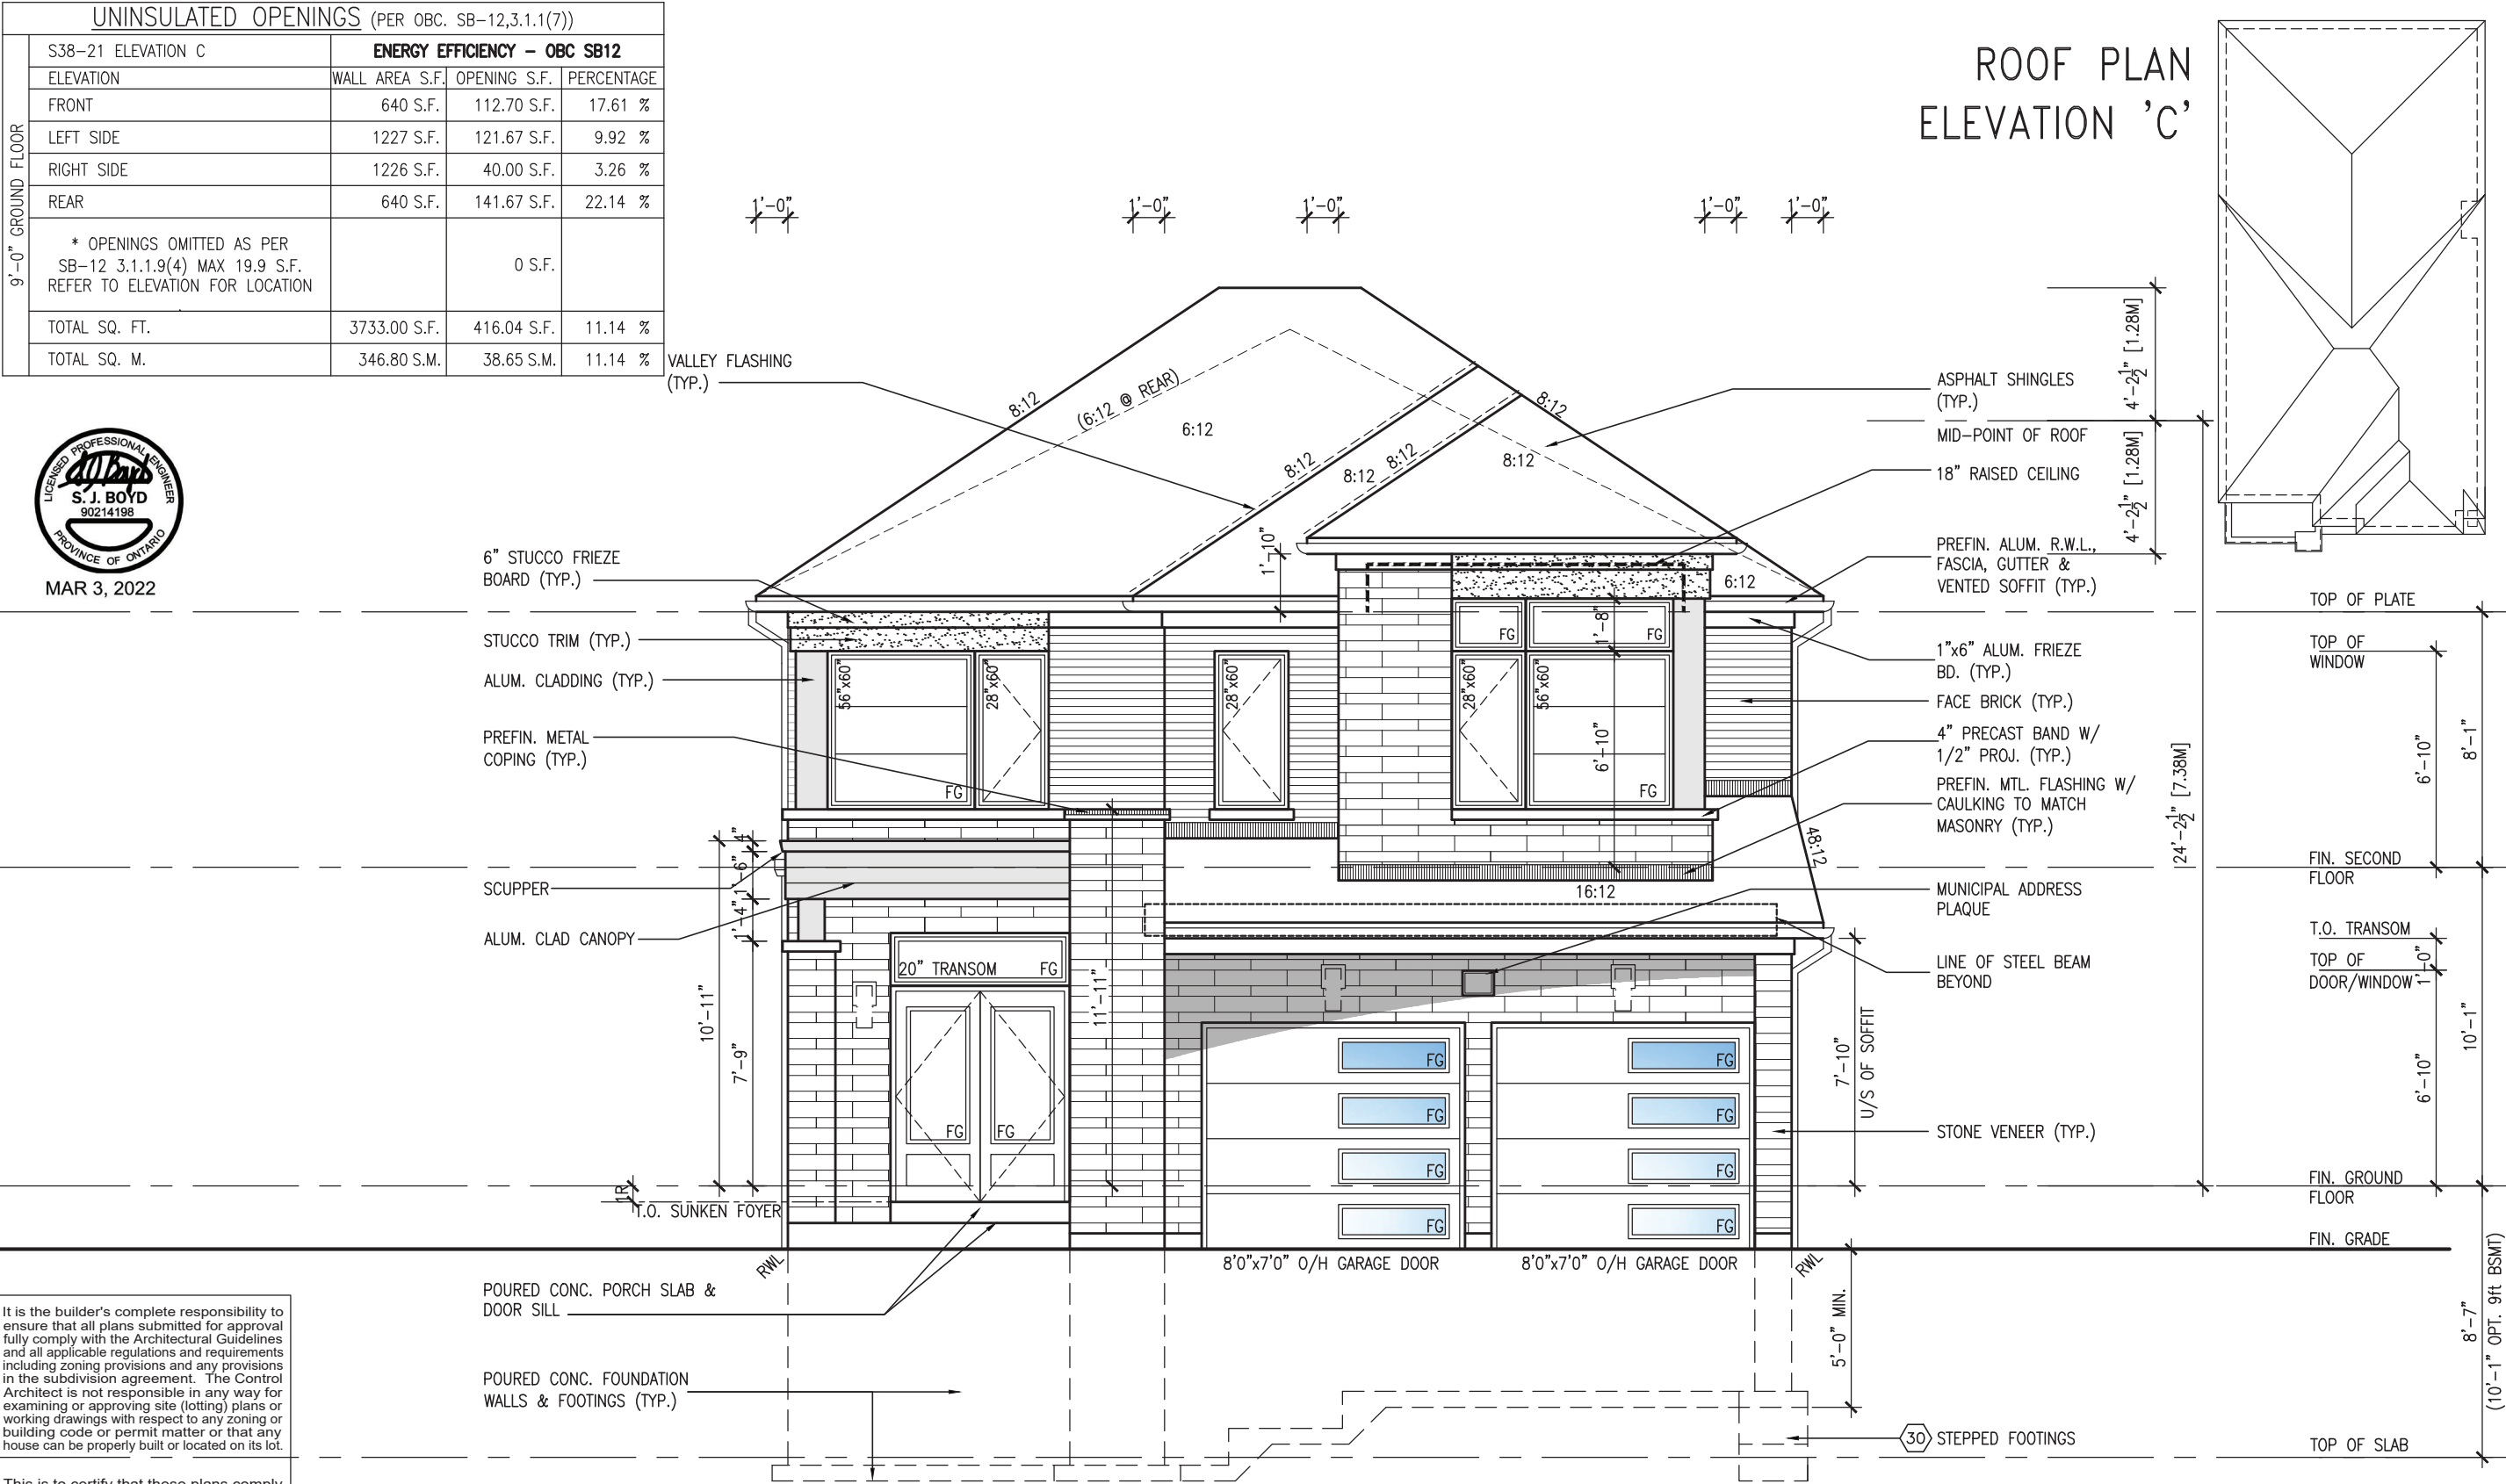 UNINSULATED OPENINGS (PER OBC. SB-12,3.1.1(7))
9'-0" GROUND FLOOR
S38-21 ELEVATION C ENERGY EFFICIENCY - OBC SB12
ELEVATION WALL AREA S.F. OPENING S.F. PERCENTAGE
FRONT 640 S.F. 112.70 S.F. 17.61 %
LEFT SIDE 1227 S.F. 121.67 S.F. 9.92 %
RIGHT SIDE 1226 S.F. 40.00 S.F. 3.26 %
REAR 640 S.F. 141.67 S.F. 22.14 %
* OPENINGS OMITTED AS PER
SB-12 3.1.1.9(4) MAX 19.9 S.F.
REFER TO ELEVATION FOR LOCATION
0 S.F.
TOTAL SQ. FT. 3733.00 S.F. 416.04 S.F. 11.14 %
TOTAL SQ. M. 346.80 S.M. 38.65 S.M. 11.14 %
ROOF PLAN
ELEVATION 'C'
1'-0" 1'-0" 1'-0" 1'-0" 1'-0"
LICENSED PROFESSIONAL ENGINEER
S. J. BOYD
90214198
PROVINCE OF ONTARIO
MAR 3, 2022
VALLEY FLASHING
(TYP.)
6" STUCCO FRIEZE
BOARD (TYP.)
STUCCO TRIM (TYP.)
ALUM. CLADDING (TYP.)
PREFIN. METAL
COPING (TYP.)
SCUPPER
ALUM. CLAD CANOPY
8:12
(6:12 @ REAR)
6:12
8:12
8:12
8:12
8:12
8:12
6:12
1'-10"
FG
FG
1'-8"
56"x60"
28"x60"
28"x60"
28"x60"
56"x60"
6'-10"
FG
FG
48:12
16:12
4"
1'-6"
1'-4"
10'-11"
7'-9"
11'-11"
20" TRANSOM FG
FG FG
FG FG
FG FG
FG FG
FG FG
1R
T.O. SUNKEN FOYER
7'-10"
U/S OF SOFFIT
RWL
8'0"x7'0" O/H GARAGE DOOR
8'0"x7'0" O/H GARAGE DOOR
RWL
POURED CONC. PORCH SLAB &
DOOR SILL
POURED CONC. FOUNDATION
WALLS & FOOTINGS (TYP.)
5'-0" MIN.
ASPHALT SHINGLES
(TYP.)
MID-POINT OF ROOF
18" RAISED CEILING
PREFIN. ALUM. R.W.L.,
FASCIA, GUTTER &
VENTED SOFFIT (TYP.)
1"x6" ALUM. FRIEZE
BD. (TYP.)
FACE BRICK (TYP.)
4" PRECAST BAND W/
1/2" PROJ. (TYP.)
PREFIN. MTL. FLASHING W/
CAULKING TO MATCH
MASONRY (TYP.)
MUNICIPAL ADDRESS
PLAQUE
LINE OF STEEL BEAM
BEYOND
STONE VENEER (TYP.)
30 STEPPED FOOTINGS
4'-2 1/2" [1.28M]
4'-2 1/2" [1.28M]
24'-2 1/2" [7.38M]
TOP OF PLATE
TOP OF
WINDOW
6'-10"
8'-1"
FIN. SECOND
FLOOR
T.O. TRANSOM
TOP OF
DOOR/WINDOW
1'-0"
6'-10"
10'-1"
FIN. GROUND
FLOOR
FIN. GRADE
8'-7"
(10'-1" OPT. 9ft BSMT)
TOP OF SLAB
It is the builder's complete responsibility to
ensure that all plans submitted for approval
fully comply with the Architectural Guidelines
and all applicable regulations and requirements
including zoning provisions and any provisions
in the subdivision agreement. The Control
Architect is not responsible in any way for
examining or approving site (lotting) plans or
working drawings with respect to any zoning or
building code or permit matter or that any
house can be properly built or located on its lot.
This is to certify that these plans comply